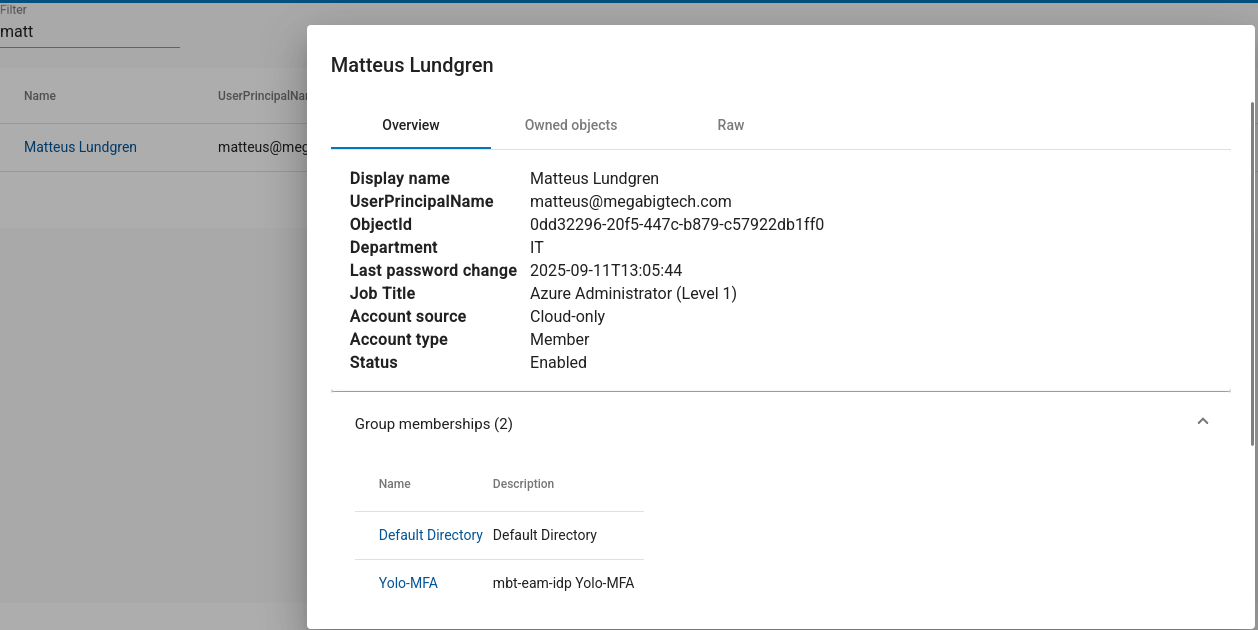 Filter
matt
Name UserPrincipalNa
Matteus Lundgren matteus@meg
Matteus Lundgren
Overview Owned objects Raw
Display name Matteus Lundgren
UserPrincipalName matteus@megabigtech.com
ObjectId 0dd32296-20f5-447c-b879-c57922db1ff0
Department IT
Last password change 2025-09-11T13:05:44
Job Title Azure Administrator (Level 1)
Account source Cloud-only
Account type Member
Status Enabled
Group memberships (2)
Name Description
Default Directory Default Directory
Yolo-MFA mbt-eam-idp Yolo-MFA